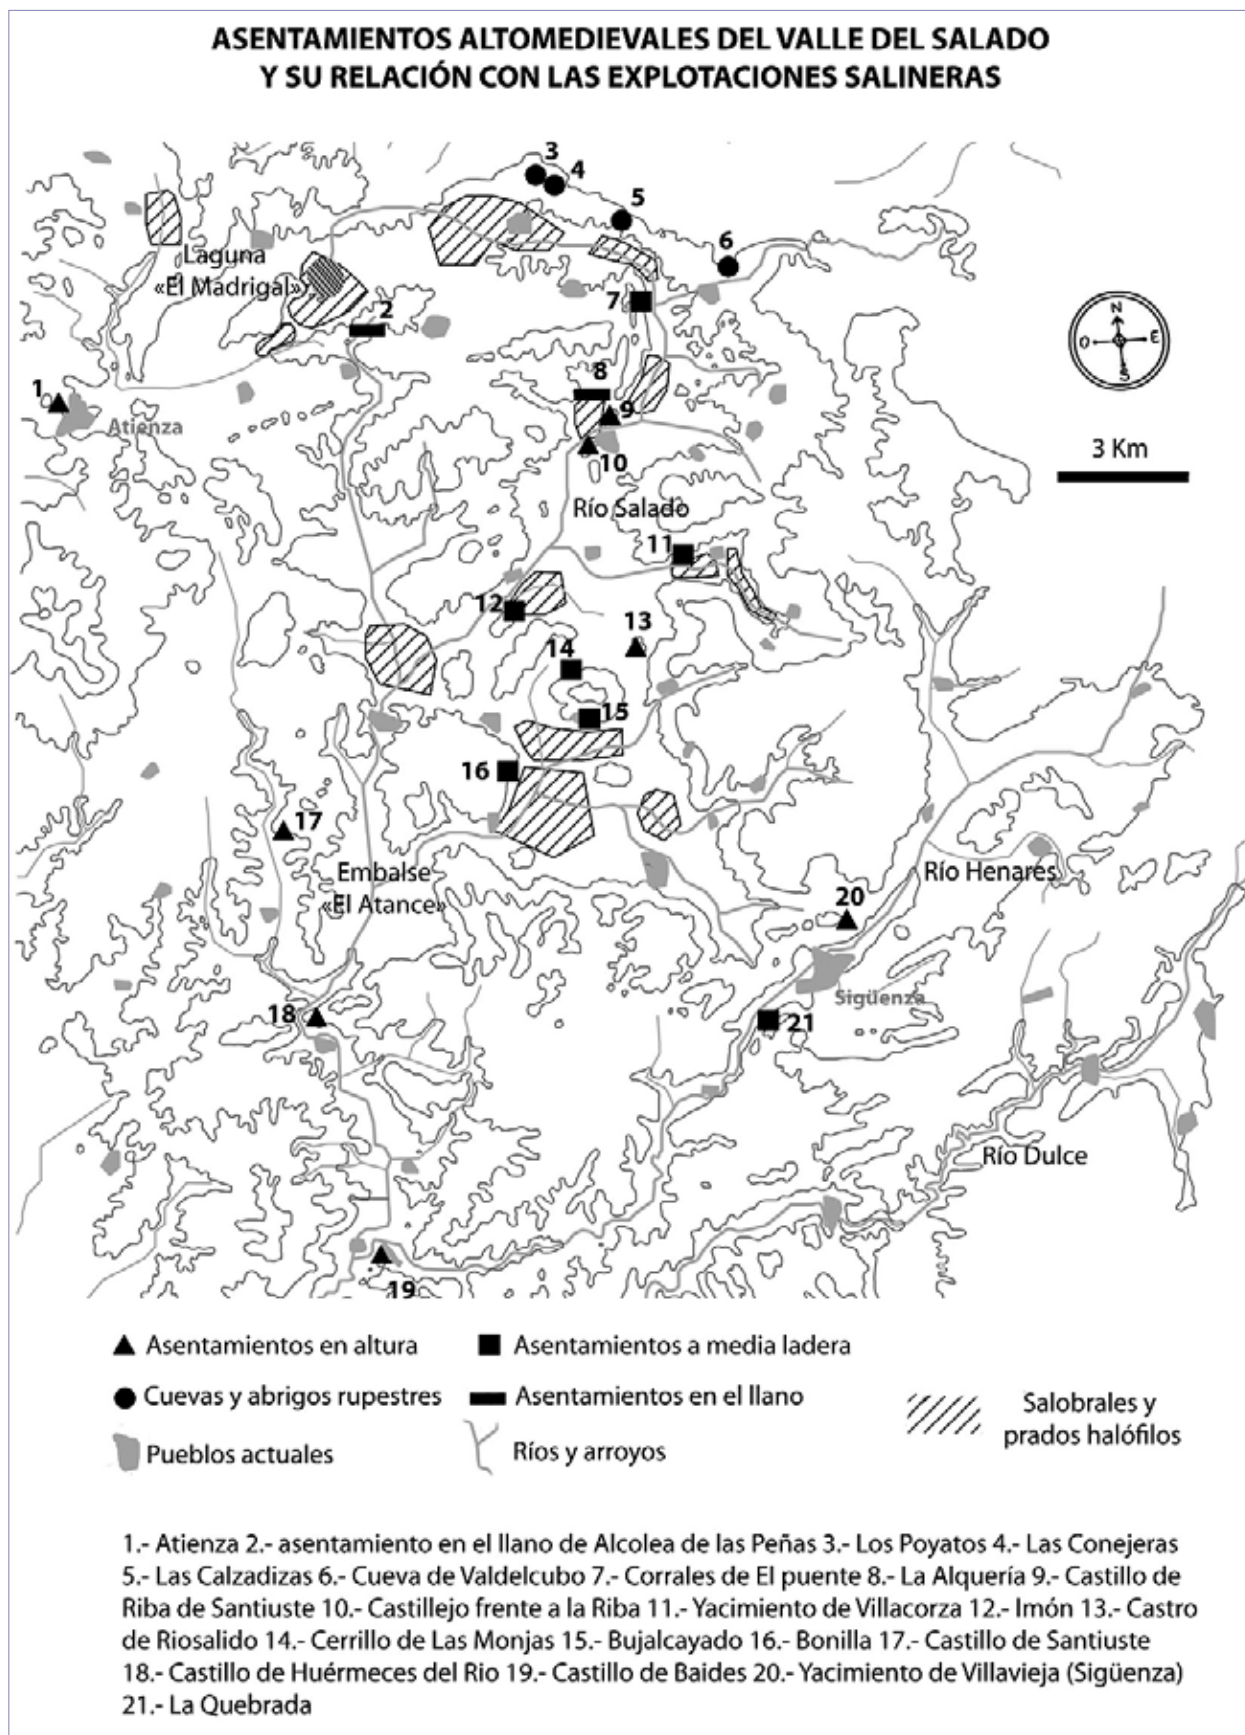 ASENTAMIENTOS ALTOMEDIEVALES DEL VALLE DEL SALADO
Y SU RELACIÓN CON LAS EXPLOTACIONES SALINERAS
3
4
5
6
Laguna
«El Madrigal»
2
7
N
O
E
S
1
Atienza
8
9
10
3 Km
Río Salado
11
12
13
14
15
16
17
Embalse
«El Atance»
Río Henares
20
Sigüenza
18
21
Río Dulce
19
Asentamientos en altura
Asentamientos a media ladera
Cuevas y abrigos rupestres
Asentamientos en el llano
Salobrales y
prados halófilos
Pueblos actuales
Ríos y arroyos
1.- Atienza 2.- asentamiento en el llano de Alcolea de las Peñas 3.- Los Poyatos 4.- Las Conejeras
5.- Las Calzadizas 6.- Cueva de Valdelcubo 7.- Corrales de El puente 8.- La Alquería 9.- Castillo de
Riba de Santiuste 10.- Castillejo frente a la Riba 11.- Yacimiento de Villacorza 12.- Imón 13.- Castro
de Riosalido 14.- Cerrillo de Las Monjas 15.- Bujalcayado 16.- Bonilla 17.- Castillo de Santiuste
18.- Castillo de Huérmeces del Rio 19.- Castillo de Baides 20.- Yacimiento de Villavieja (Sigüenza)
21.- La Quebrada